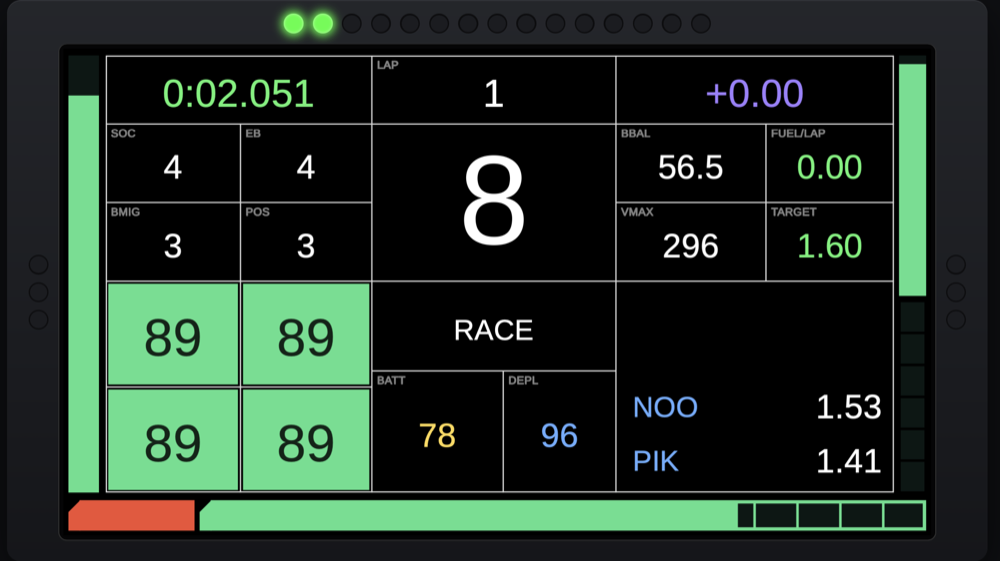 0:02.051
LAP
1
+0.00
SOC
4
EB
4
8
BBAL
56.5
FUEL/LAP
0.00
BMIG
3
POS
3
VMAX
296
TARGET
1.60
89
89
RACE
89
89
BATT
78
DEPL
96
NOO 1.53
PIK 1.41